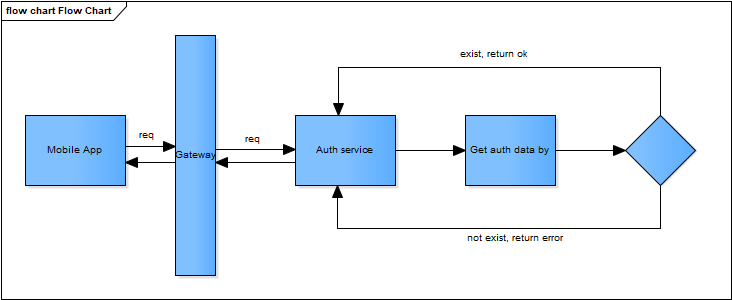 flow chart Flow Chart
exist, return ok
Mobile App
req
Gateway
req
Auth service
Get auth data by
not exist, return error